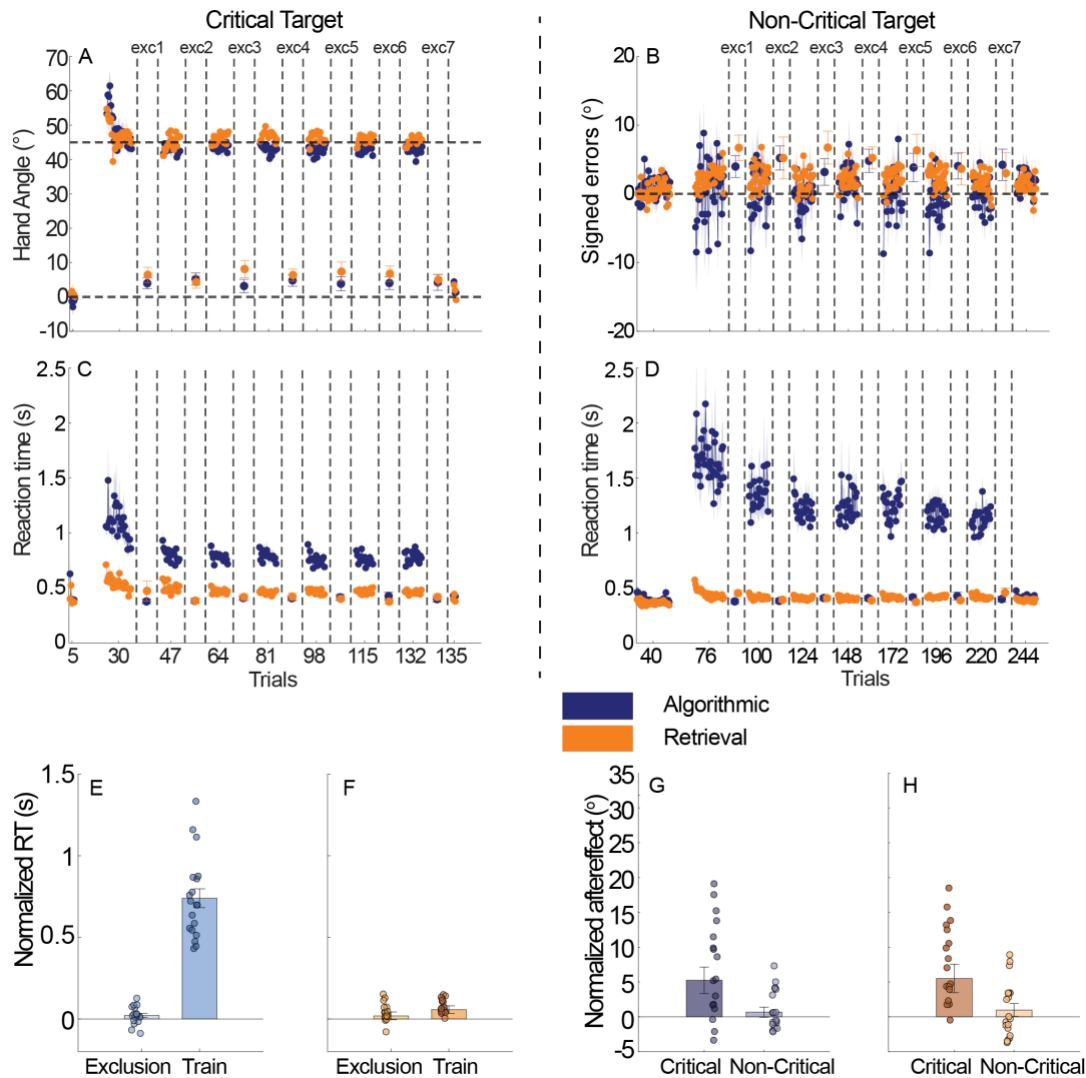 Critical Target
Non-Critical Target
exc1 exc2 exc3 exc4 exc5 exc6 exc7
exc1 exc2 exc3 exc4 exc5 exc6 exc7
A
Hand Angle (°)
70
60
50
40
30
20
10
0
-10
B
Signed errors (°)
20
10
0
-10
-20
C
Reaction time (s)
2.5
2
1.5
1
0.5
0
5 30 47 64 81 98 115 132 135
Trials
D
Reaction time (s)
2.5
2
1.5
1
0.5
0
40 76 100 124 148 172 196 220 244
Trials
Algorithmic
Retrieval
E
Normalized RT (s)
1.5
1
0.5
0
Exclusion Train
F
Exclusion Train
G
Normalized aftereffect (°)
35
30
25
20
15
10
5
0
-5
Critical Non-Critical
H
Critical Non-Critical